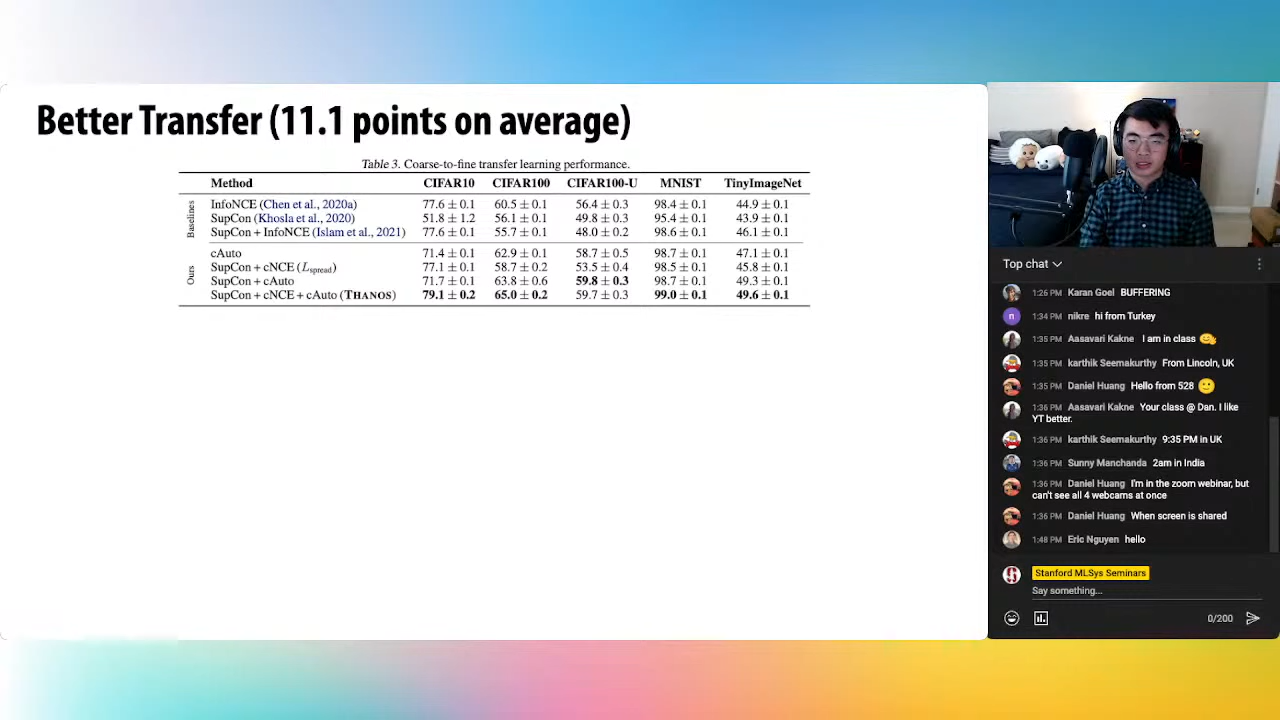 Better Transfer (11.1 points on average)
Table 3. Coarse-to-fine transfer learning performance.
Method CIFAR10 CIFAR100 CIFAR100-U MNIST TinyImageNet
Baselines
InfoNCE (Chen et al., 2020a) 77.6 ± 0.1 60.5 ± 0.1 56.4 ± 0.3 98.4 ± 0.1 44.9 ± 0.1
SupCon (Khosla et al., 2020) 51.8 ± 1.2 56.1 ± 0.1 49.8 ± 0.3 95.4 ± 0.1 43.9 ± 0.1
SupCon + InfoNCE (Islam et al., 2021) 77.6 ± 0.1 55.7 ± 0.1 48.0 ± 0.2 98.6 ± 0.1 46.1 ± 0.1
Ours
cAuto 71.4 ± 0.1 62.9 ± 0.1 58.7 ± 0.5 98.7 ± 0.1 47.1 ± 0.1
SupCon + cNCE (Lspread) 77.1 ± 0.1 58.7 ± 0.2 53.5 ± 0.4 98.5 ± 0.1 45.8 ± 0.1
SupCon + cAuto 71.7 ± 0.1 63.8 ± 0.6 59.8 ± 0.3 98.7 ± 0.1 49.3 ± 0.1
SupCon + cNCE + cAuto (THANOS) 79.1 ± 0.2 65.0 ± 0.2 59.7 ± 0.3 99.0 ± 0.1 49.6 ± 0.1
Top chat
1:26 PM Karan Goel BUFFERING
1:34 PM nikre hi from Turkey
n
1:35 PM Aasavari Kakne I am in class
1:35 PM karthik Seemakurthy From Lincoln, UK
1:35 PM Daniel Huang Hello from 528
1:36 PM Aasavari Kakne Your class @ Dan. I like
YT better.
1:36 PM karthik Seemakurthy 9:35 PM in UK
1:36 PM Sunny Manchanda 2am in India
1:36 PM Daniel Huang I'm in the zoom webinar, but
can't see all 4 webcams at once
1:36 PM Daniel Huang When screen is shared
1:48 PM Eric Nguyen hello
Stanford MLSys Seminars
Say something...
0/200